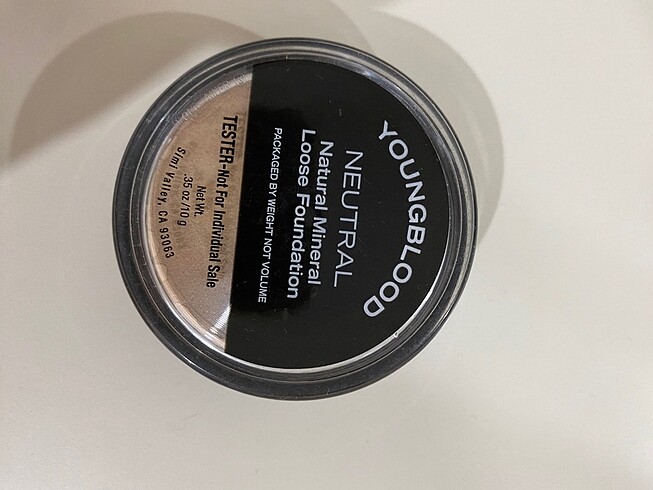 YOUNGBLOOD
NEUTRAL
Natural Mineral
Loose Foundation
PACKAGED BY WEIGHT NOT VOLUME
TESTER-Not For Individual Sale
Net Wt.
.35 oz/10 g
Simi Valley, CA 93063